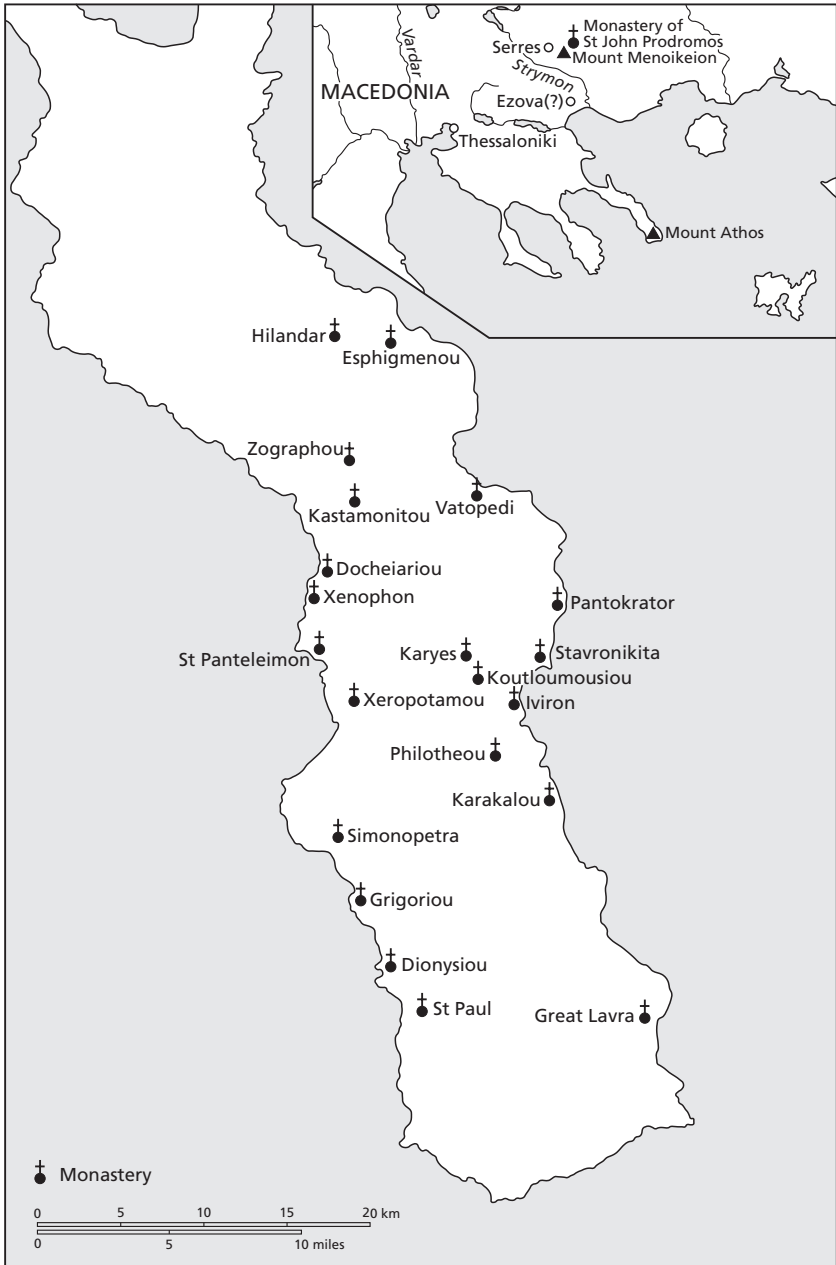 Monastery of
St John Prodromos
Serres
Mount Menoikeion
Vardar
Strymon
MACEDONIA
Ezova(?)
Thessaloniki
Mount Athos
Hilandar
Esphigmenou
Zographou
Kastamonitou
Vatopedi
Docheiariou
Xenophon
Pantokrator
St Panteleimon
Karyes
Stavronikita
Koutloumousiou
Xeropotamou
Iviron
Philotheou
Karakalou
Simonopetra
Grigoriou
Dionysiou
St Paul
Great Lavra
Monastery
0 5 10 15 20 km
0 5 10 miles